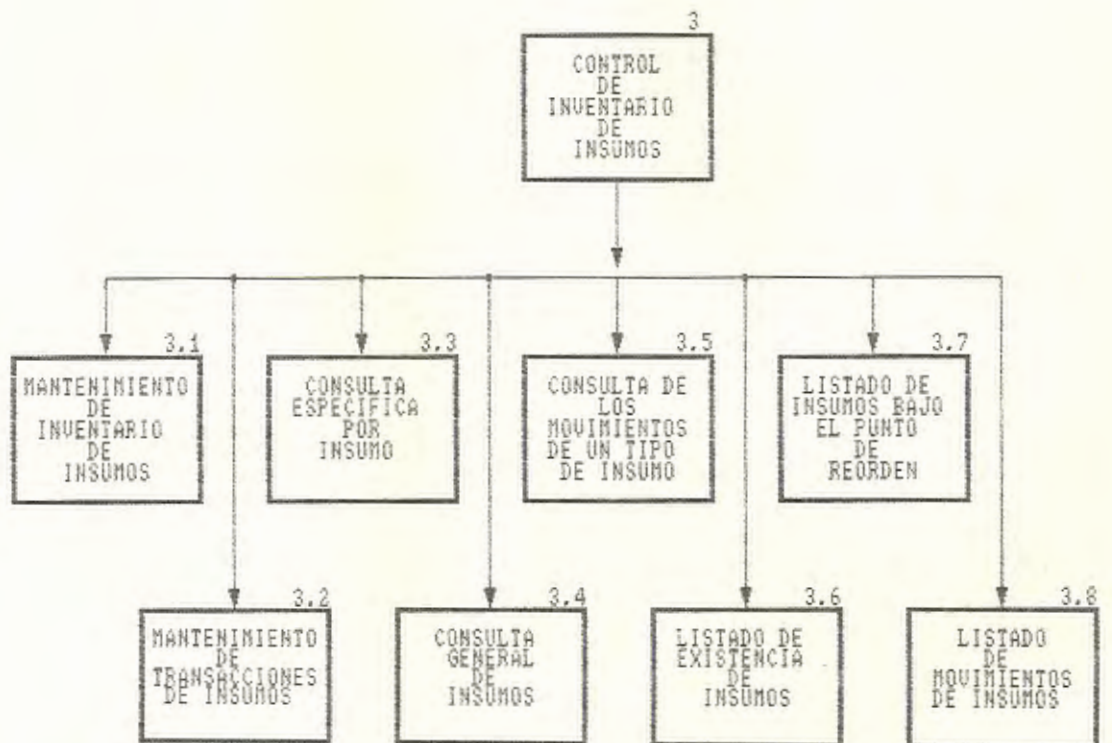 3
CONTROL
DE
INVENTARIO
DE
INSUMOS
3.1
MANTENIMIENTO
DE
INVENTARIO
DE
INSUMOS
3.3
CONSULTA
ESPECIFICA
POR
INSUMO
3.5
CONSULTA DE
LOS
MOVIMIENTOS
DE UN TIPO
DE INSUMO
3.7
LISTADO DE
INSUMOS BAJO
EL PUNTO
DE
REORDEN
3.2
MANTENIMIENTO
DE
TRANSACCIONES
DE INSUMOS
3.4
CONSULTA
GENERAL
DE
INSUMOS
3.6
LISTADO DE
EXISTENCIA
DE
INSUMOS
3.8
LISTADO
DE
MOVIMIENTOS
DE INSUMOS